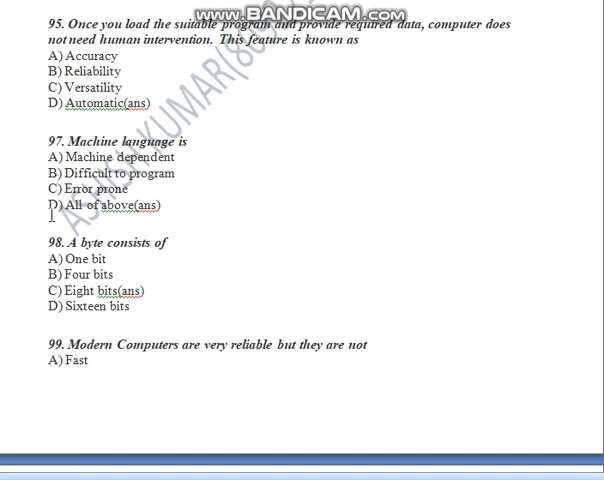 www.BANDICAM.com
95. Once you load the suitable program and provide required data, computer does
not need human intervention. This feature is known as
A) Accuracy
B) Reliability
C) Versatility
D) Automatic(ans)
ASHISH KUMAR(
97. Machine language is
A) Machine dependent
B) Difficult to program
C) Error prone
D) All of above(ans)
98. A byte consists of
A) One bit
B) Four bits
C) Eight bits(ans)
D) Sixteen bits
99. Modern Computers are very reliable but they are not
A) Fast